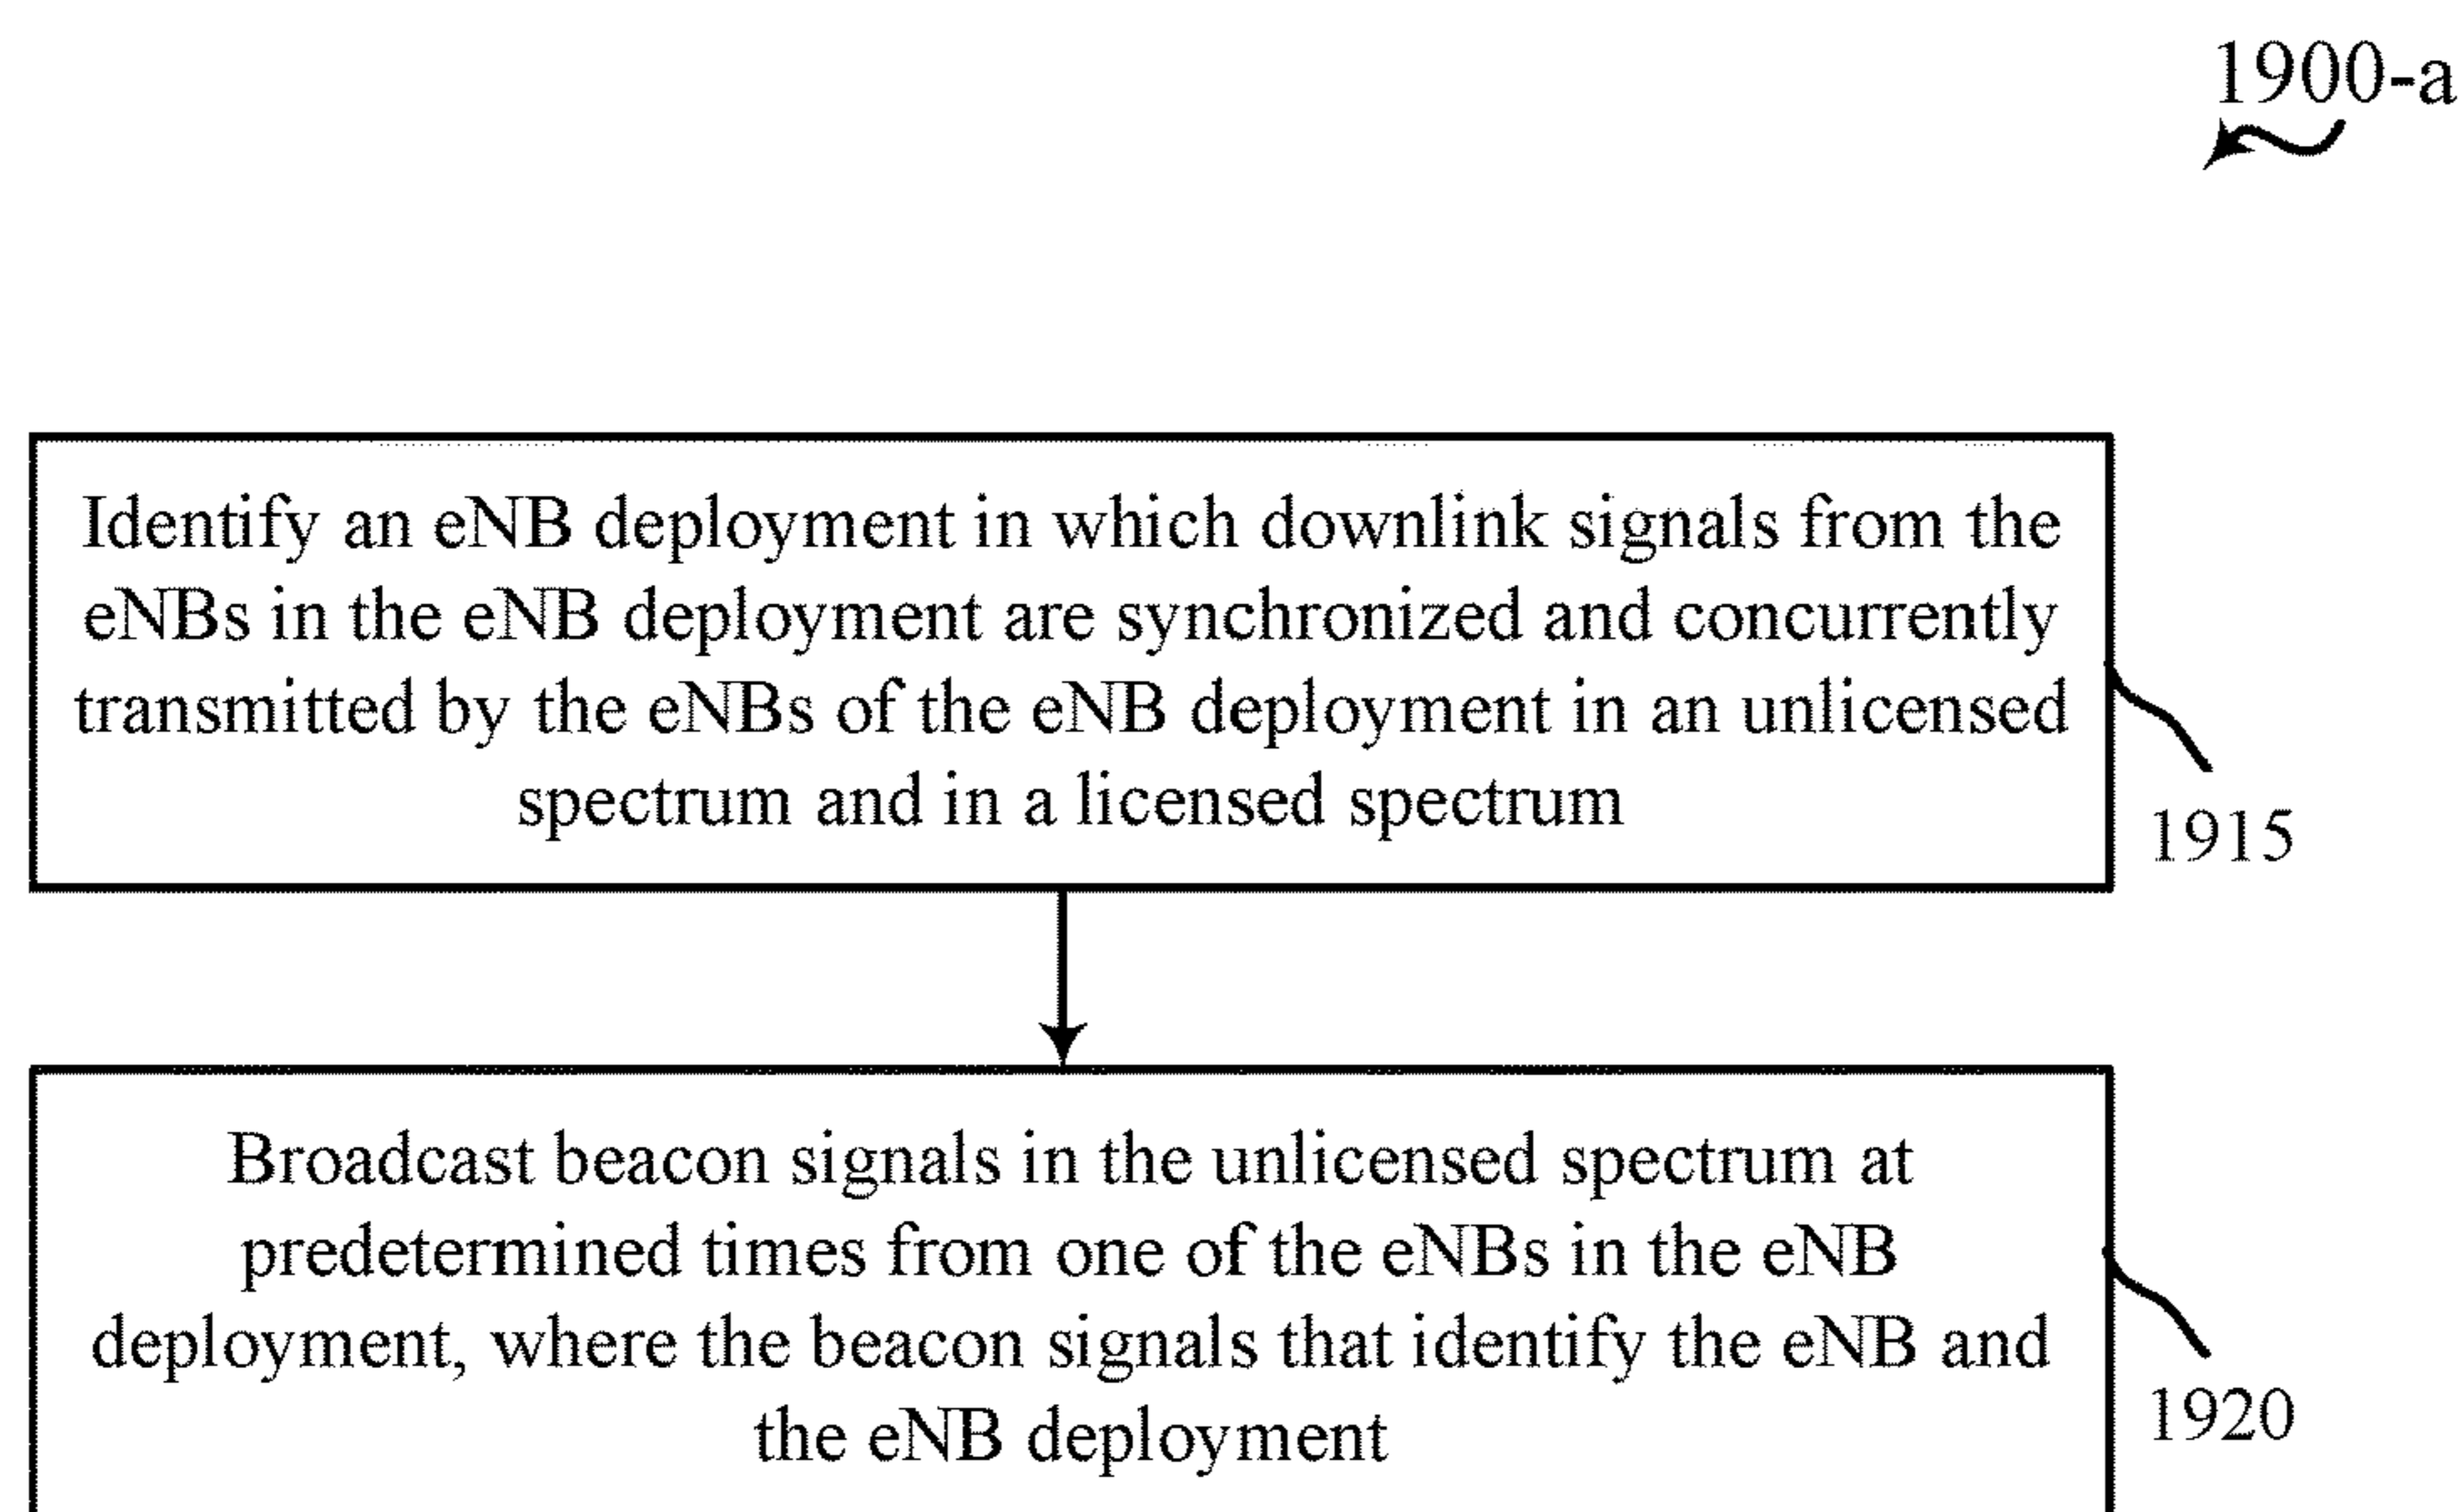 1900-a
Identify an eNB deployment in which downlink signals from the
eNBs in the eNB deployment are synchronized and concurrently
transmitted by the eNBs of the eNB deployment in an unlicensed
spectrum and in a licensed spectrum
1915
Broadcast beacon signals in the unlicensed spectrum at
predetermined times from one of the eNBs in the eNB
deployment, where the beacon signals that identify the eNB and
the eNB deployment
1920